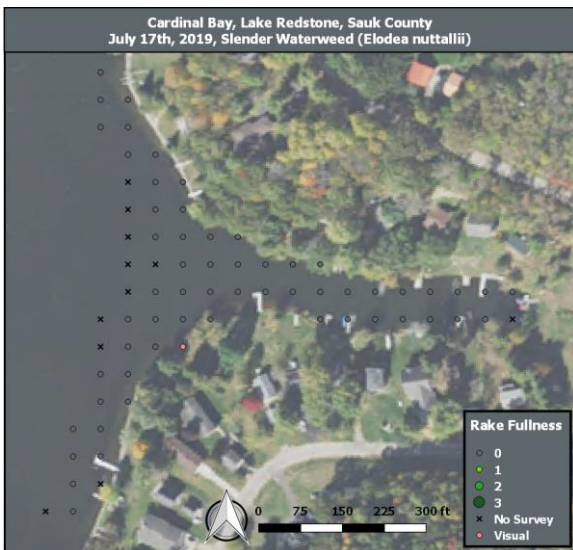 Cardinal Bay, Lake Redstone, Sauk County
July 17th, 2019, Slender Waterweed (Elodea nuttallii)
Rake Fullness
0
1
2
3
No Survey
Visual
0 75 150 225 300 ft